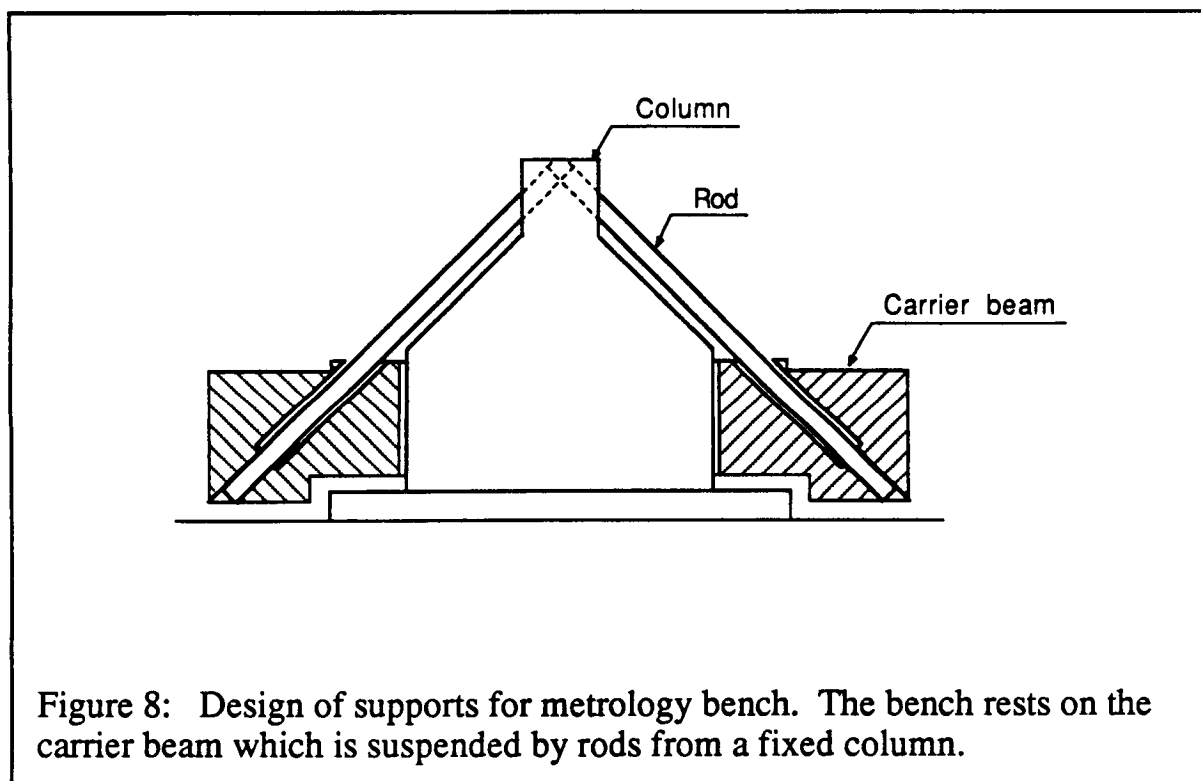 Column
Rod
Carrier beam
Figure 8: Design of supports for metrology bench. The bench rests on the
carrier beam which is suspended by rods from a fixed column.